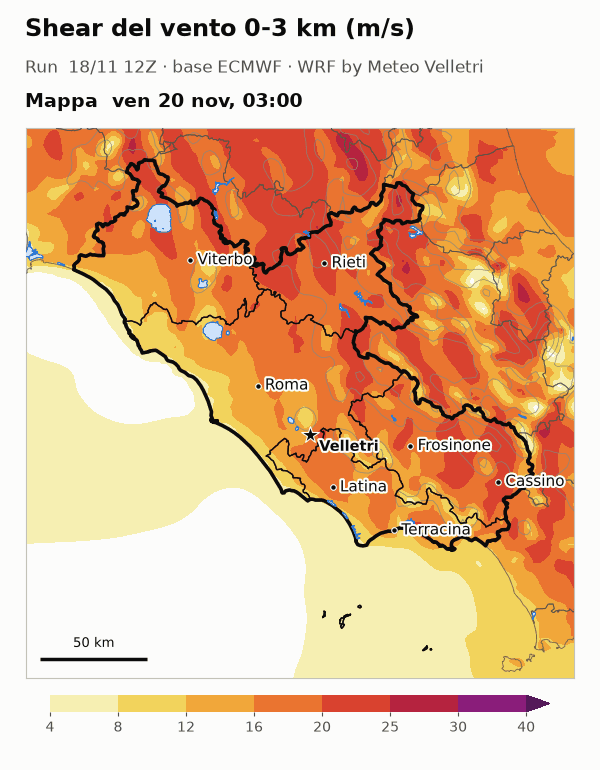 Shear del vento 0-3 km (m/s)
Run  18/11 12Z · base ECMWF · WRF by Meteo Velletri
Mappa  ven 20 nov, 03:00
Viterbo
Rieti
Roma
Velletri
Frosinone
Cassino
Latina
Terracina
50 km
4 8 12 16 20 25 30 40